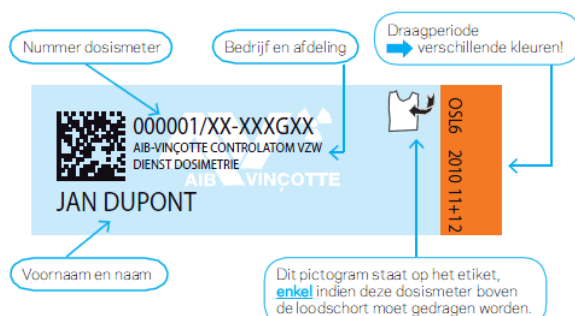 Nummer dosismeter
Bedrijf en afdeling
Draagperiode
verschillende kleuren!
000001/XX-XXXGXX
AIB-VINÇOTTE CONTROLATOM VZW
DIENST DOSIMETRIE
AIB VINÇOTTE
JAN DUPONT
OSL6 2010 11+12
Voornaam en naam
Dit pictogram staat op het etiket,
enkel indien deze dosismeter boven
de loodschort moet gedragen worden.